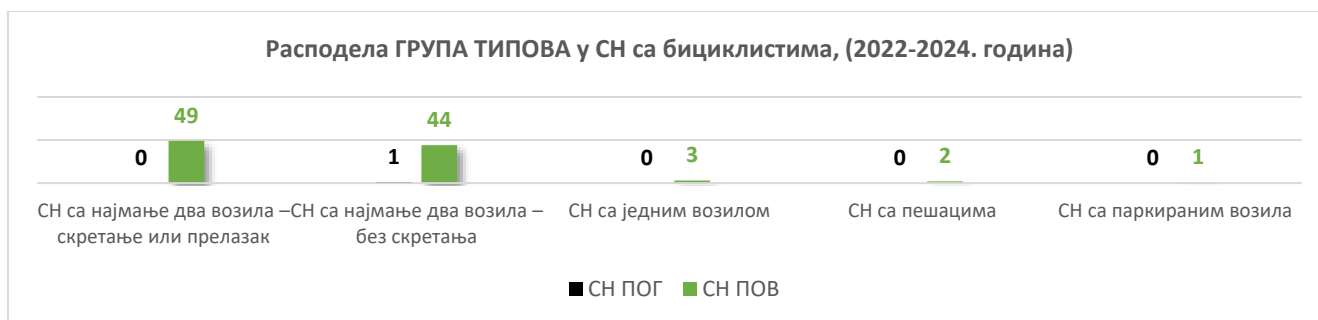 Расподела ГРУПА ТИПОВА у СН са бициклистима, (2022-2024. година)
0 49 1 44 0 3 0 2 0 1
СН са најмање два возила –
скретање или прелазак
СН са најмање два возила –
без скретања
СН са једним возилом
СН са пешацима
СН са паркираним возила
СН ПОГ СН ПОВ